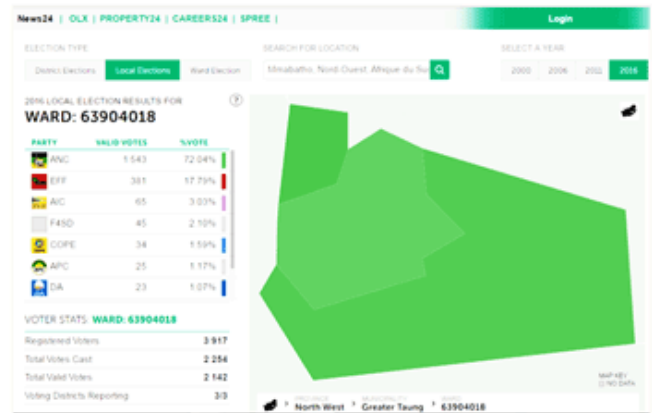 News24 | OLX | PROPERTY24 | CAREERS24 | SPREE |
Login
ELECTION TYPE
District Elections Local Elections Ward Election
SEARCH FOR LOCATION
Mmabatho, Nord-Ouest, Afrique du Su
SELECT A YEAR
2000 2006 2011 2016
2016 LOCAL ELECTION RESULTS FOR ?
WARD: 63904018
PARTY VALID VOTES %VOTE
ANC 1 543 72.04%
EFF 381 17.79%
AIC 65 3.03%
F4SD 45 2.10%
COPE 34 1.59%
APC 25 1.17%
DA 23 1.07%
VOTER STATS: WARD: 63904018
Registered Voters 3 917
Total Votes Cast 2 254
Total Valid Votes 2 142
Voting Districts Reporting 3/3
MAP KEY
NO DATA
PROVINCE MUNICIPALITY WARD
North West Greater Taung 63904018